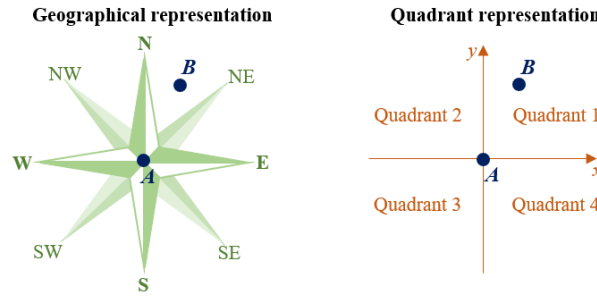 Geographical representation
N
B
NW
NE
W
A
E
SW
SE
S
Quadrant representation
y
B
Quadrant 2
Quadrant 1
A
x
Quadrant 3
Quadrant 4